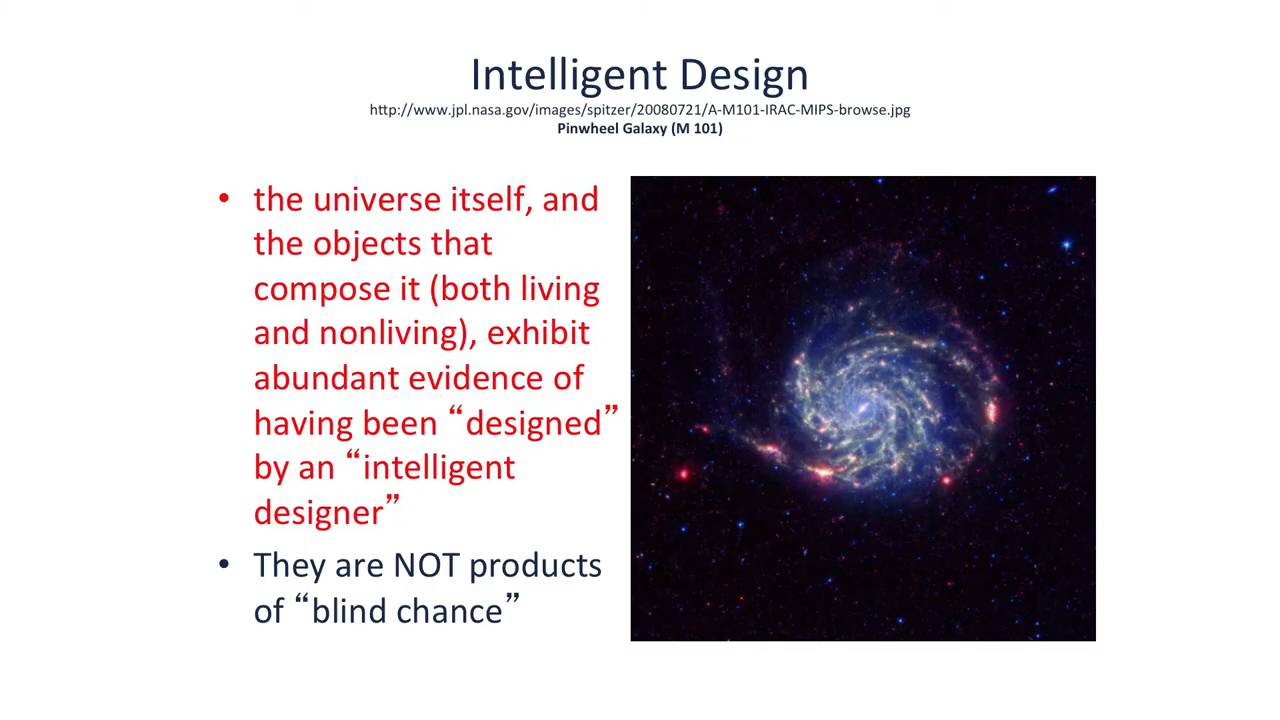 Intelligent Design
http://www.jpl.nasa.gov/images/spitzer/20080721/A-M101-IRAC-MIPS-browse.jpg
Pinwheel Galaxy (M 101)
• the universe itself, and
the objects that
compose it (both living
and nonliving), exhibit
abundant evidence of
having been “designed”
by an “intelligent
designer”
• They are NOT products
of “blind chance”